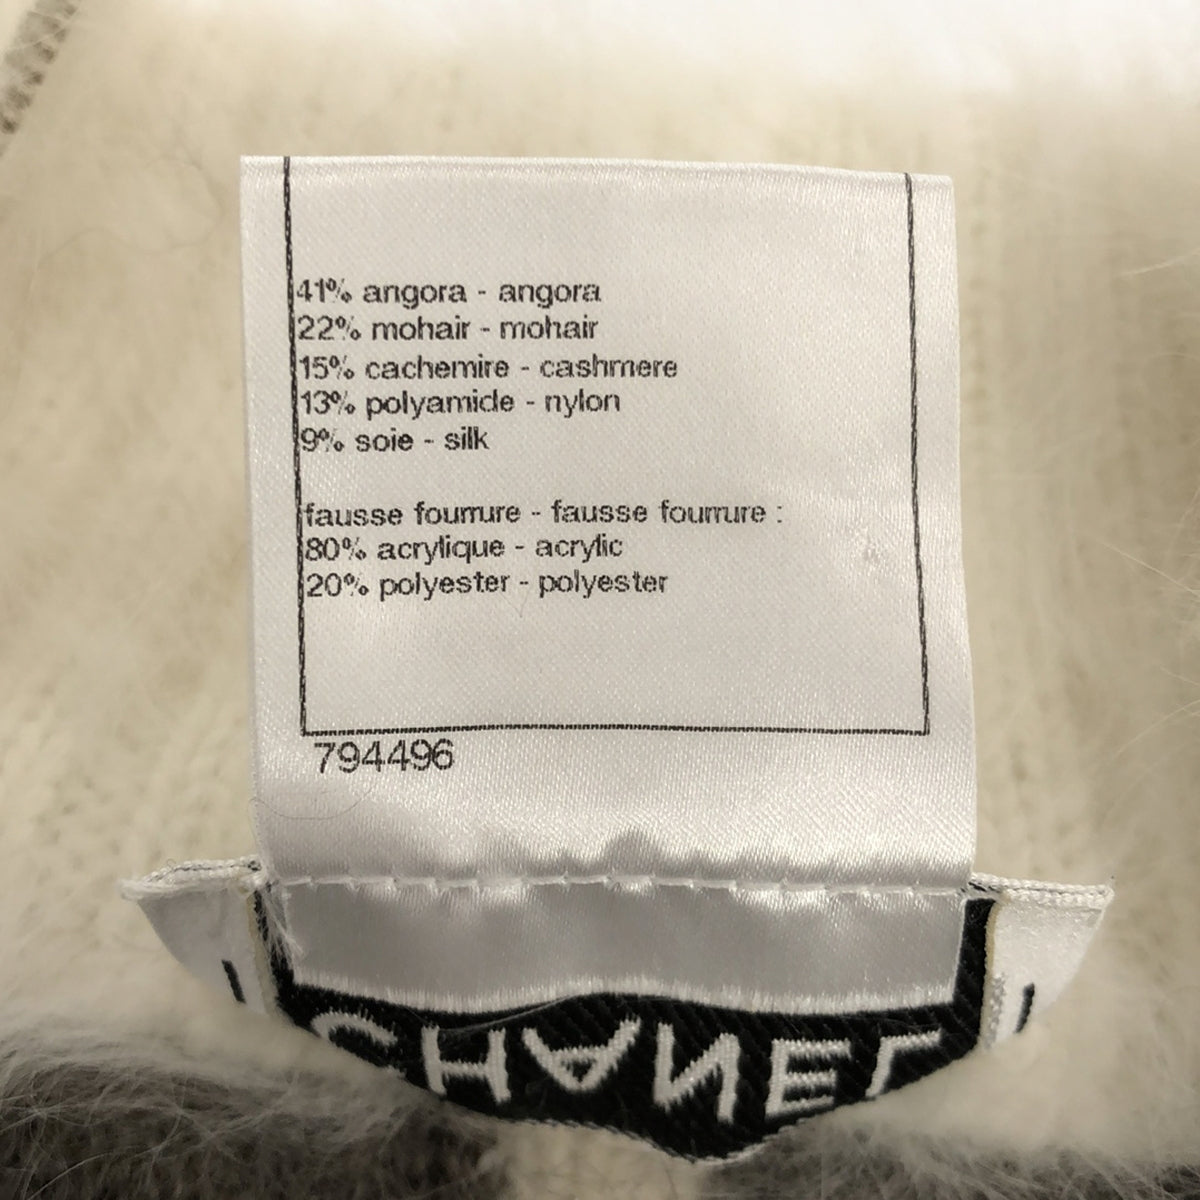 41% angora - angora
22% mohair - mohair
15% cachemire - cashmere
13% polyamide - nylon
9% soie - silk
fausse fourrure - fausse fourrure :
80% acrylique - acrylic
20% polyester - polyester
794496
CHANEL